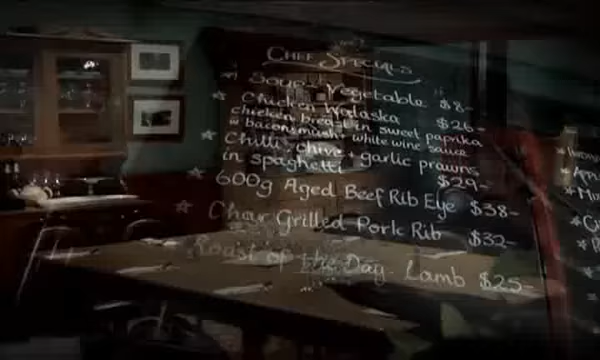 Chef Specials
★ Soup - Vegetable $8-
★ Chicken Walaska $26-
chicken breast in sweet paprika
w bacon, mush, white wine sauce
★ Chilli, chive & garlic prawns
in spaghetti $29-
★ 600g Aged Beef Rib Eye $38-
★ Char Grilled Pork Rib $32-
Roast of the Day - Lamb $25-